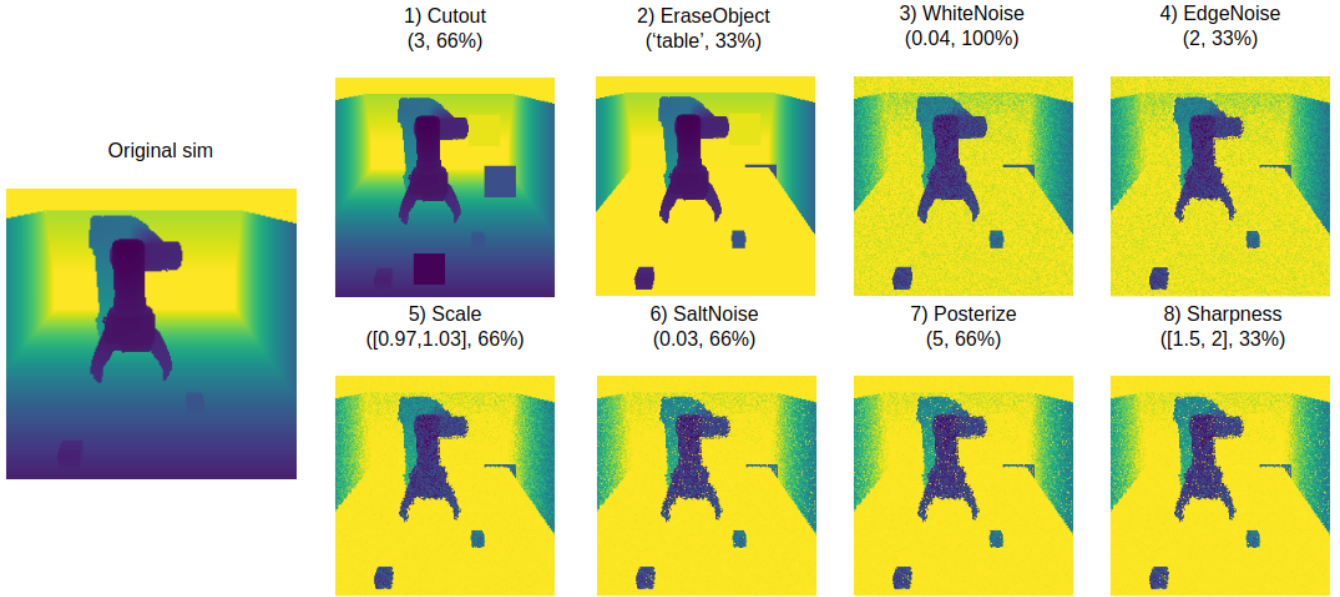 Original sim
1) Cutout
(3, 66%)
2) EraseObject
(‘table’, 33%)
3) WhiteNoise
(0.04, 100%)
4) EdgeNoise
(2, 33%)
5) Scale
([0.97,1.03], 66%)
6) SaltNoise
(0.03, 66%)
7) Posterize
(5, 66%)
8) Sharpness
([1.5, 2], 33%)